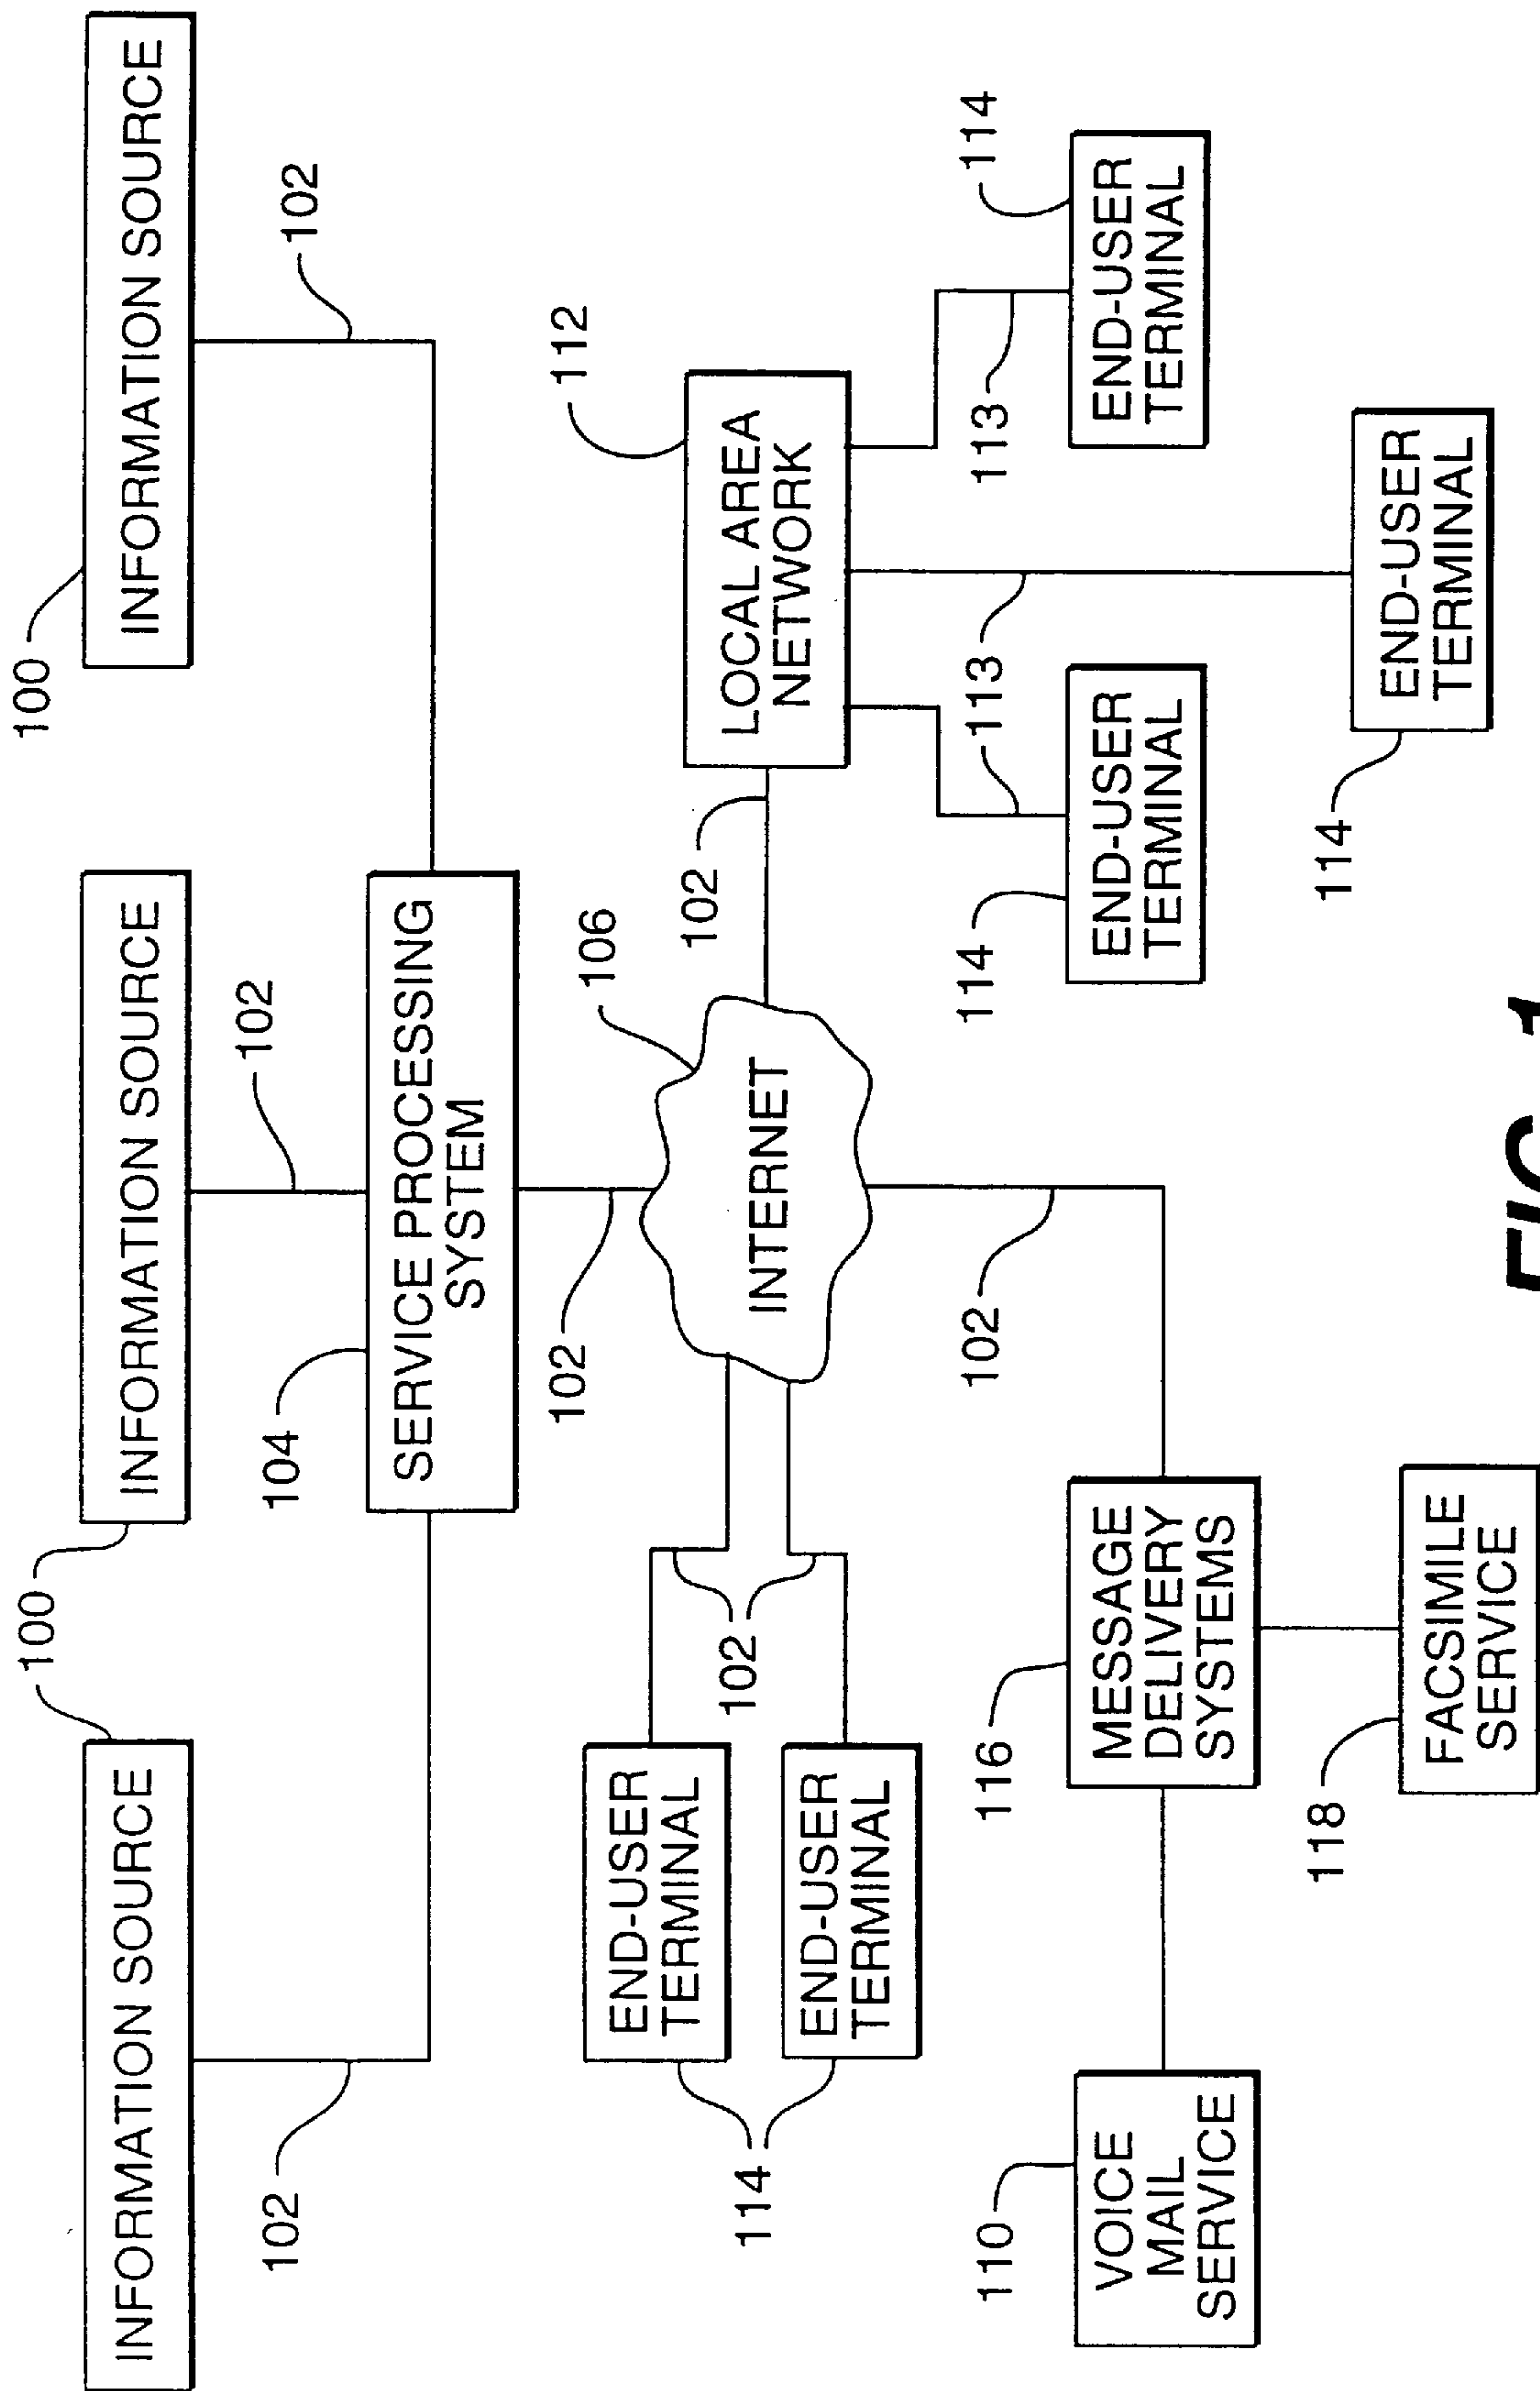 100
100
INFORMATION SOURCE
INFORMATION SOURCE
INFORMATION SOURCE
102
102
102
104
SERVICE PROCESSING
SYSTEM
102
106
112
END-USER
TERMINAL
102
INTERNET
102
LOCAL AREA
NETWORK
END-USER
TERMINAL
114
102
113
113
114
110
116
114
END-USER
TERMINAL
END-USER
TERMINAL
VOICE
MAIL
SERVICE
MESSAGE
DELIVERY
SYSTEMS
118
114
END-USER
TERMINAL
FACSIMILE
SERVICE
FIG. 1